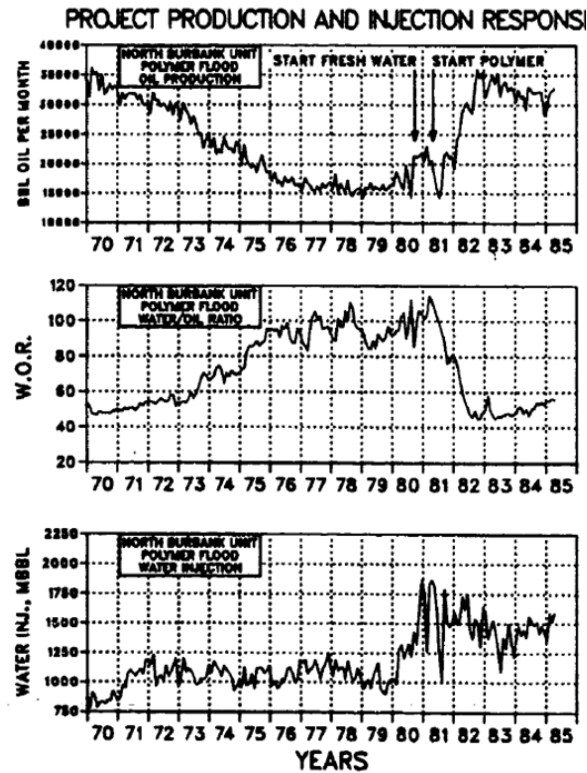 PROJECT PRODUCTION AND INJECTION RESPONS
BBL OIL PER MONTH
40000
35000
30000
25000
20000
15000
10000
NORTH BURBANK UNIT
POLYMER FLOOD
OIL PRODUCTION
START FRESH WATER
START POLYMER
70 71 72 73 74 75 76 77 78 79 80 81 82 83 84 85
W.O.R.
120
100
80
60
40
20
NORTH BURBANK UNIT
POLYMER FLOOD
WATER/OIL RATIO
70 71 72 73 74 75 76 77 78 79 80 81 82 83 84 85
WATER INJ., MBBL
2250
2000
1750
1500
1250
1000
750
NORTH BURBANK UNIT
POLYMER FLOOD
WATER INJECTION
70 71 72 73 74 75 76 77 78 79 80 81 82 83 84 85
YEARS